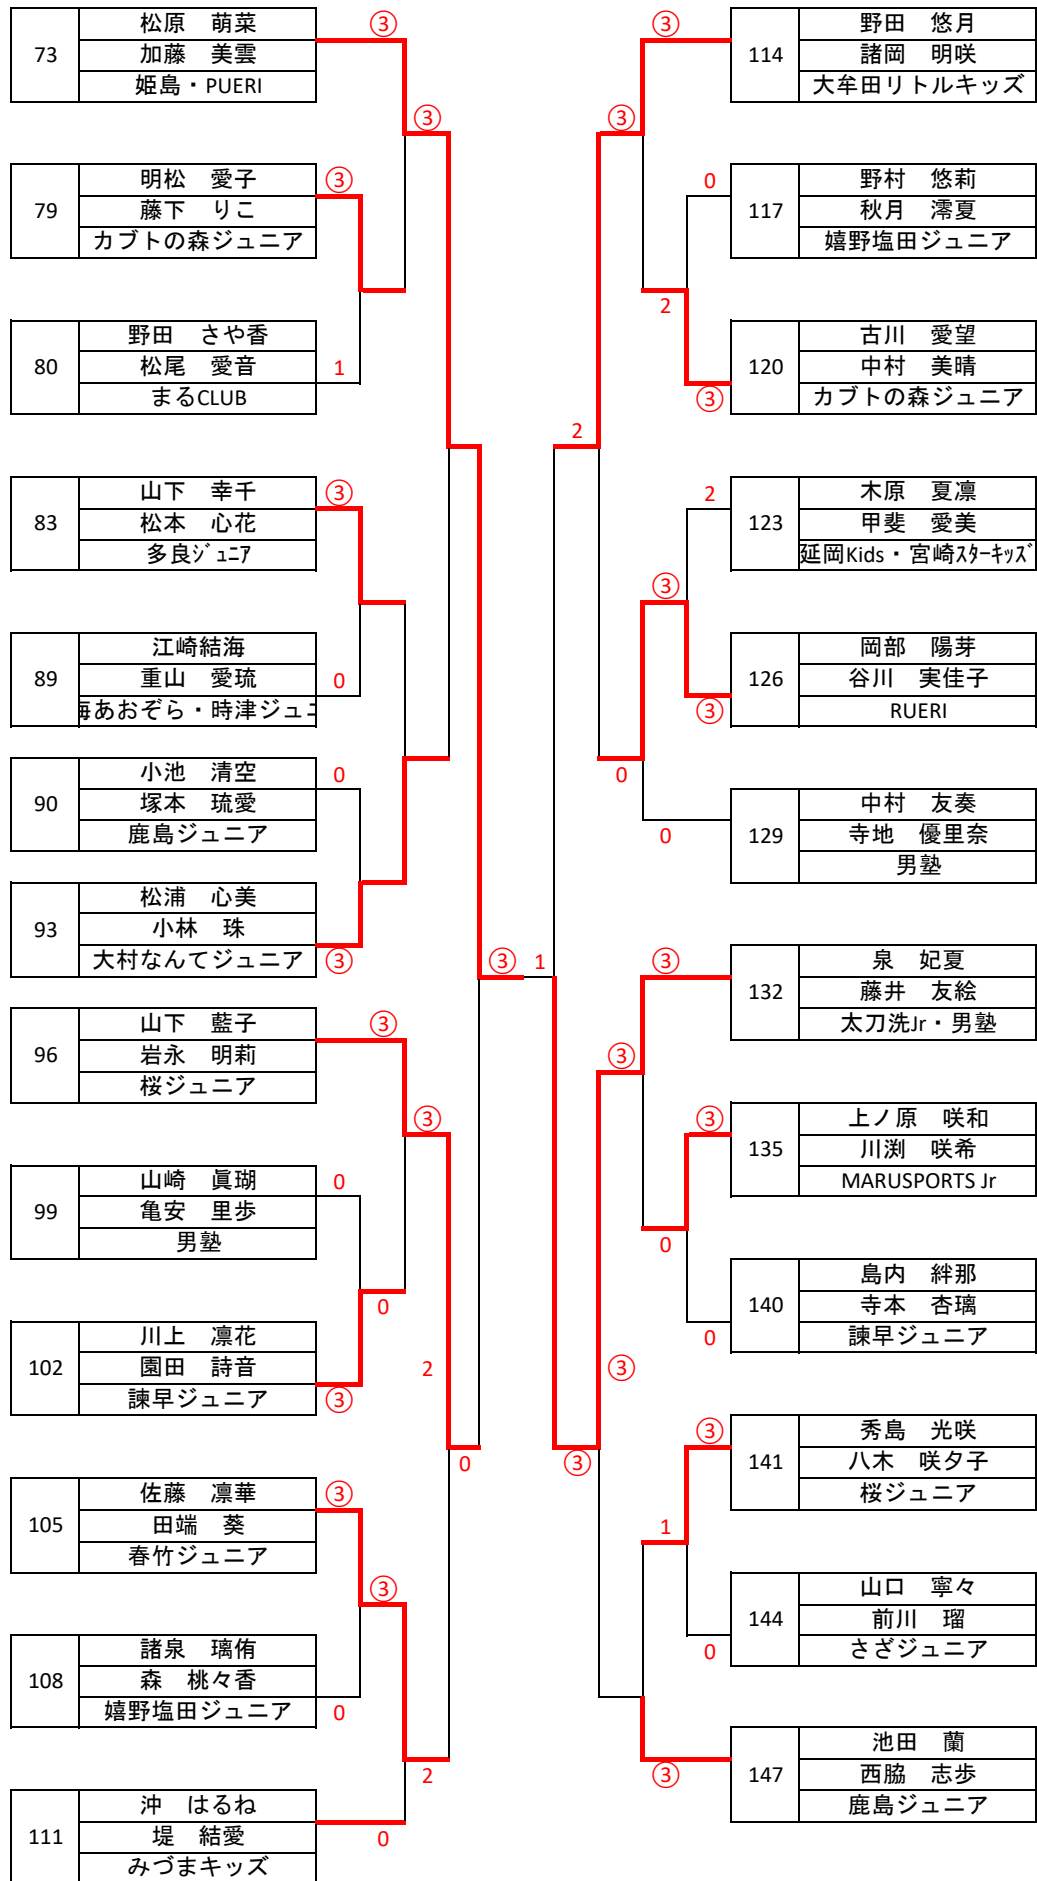 松原　萌菜
73
加藤　美雲
姫島・PUERI
③
③
明松　愛子
79
藤下　りこ
カブトの森ジュニア
③
野田　さや香
80
松尾　愛音
まるCLUB
1
山下　幸千
83
松本　心花
多良ジュニア
③
江崎結海
89
重山　愛琉
海あおぞら・時津ジュニ
0
小池　清空
90
塚本　琉愛
鹿島ジュニア
0
松浦　心美
93
小林　珠
大村なんてジュニア
③
③
山下　藍子
96
岩永　明莉
桜ジュニア
③
③
山崎　眞瑚
99
亀安　里歩
男塾
0
0
川上　凛花
102
園田　詩音
諫早ジュニア
③
2
0
佐藤　凛華
105
田端　葵
春竹ジュニア
③
③
諸泉　璃侑
108
森　桃々香
嬉野塩田ジュニア
0
2
沖　はるね
111
堤　結愛
みづまキッズ
0
③
③
野田　悠月
114
諸岡　明咲
大牟田リトルキッズ
0
野村　悠莉
117
秋月　澪夏
嬉野塩田ジュニア
2
古川　愛望
120
中村　美晴
カブトの森ジュニア
③
2
2
木原　夏凛
123
甲斐　愛美
延岡Kids・宮崎スターキッズ
③
岡部　陽芽
126
谷川　実佳子
RUERI
③
0
中村　友奏
129
寺地　優里奈
男塾
0
1
③
泉　妃夏
132
藤井　友絵
太刀洗Jr・男塾
③
③
上ノ原　咲和
135
川渕　咲希
MARUSPORTS Jr
0
島内　絆那
140
寺本　杏璃
諫早ジュニア
0
③
③
③
秀島　光咲
141
八木　咲夕子
桜ジュニア
1
山口　寧々
144
前川　瑠
さざジュニア
0
池田　蘭
147
西脇　志歩
鹿島ジュニア
③